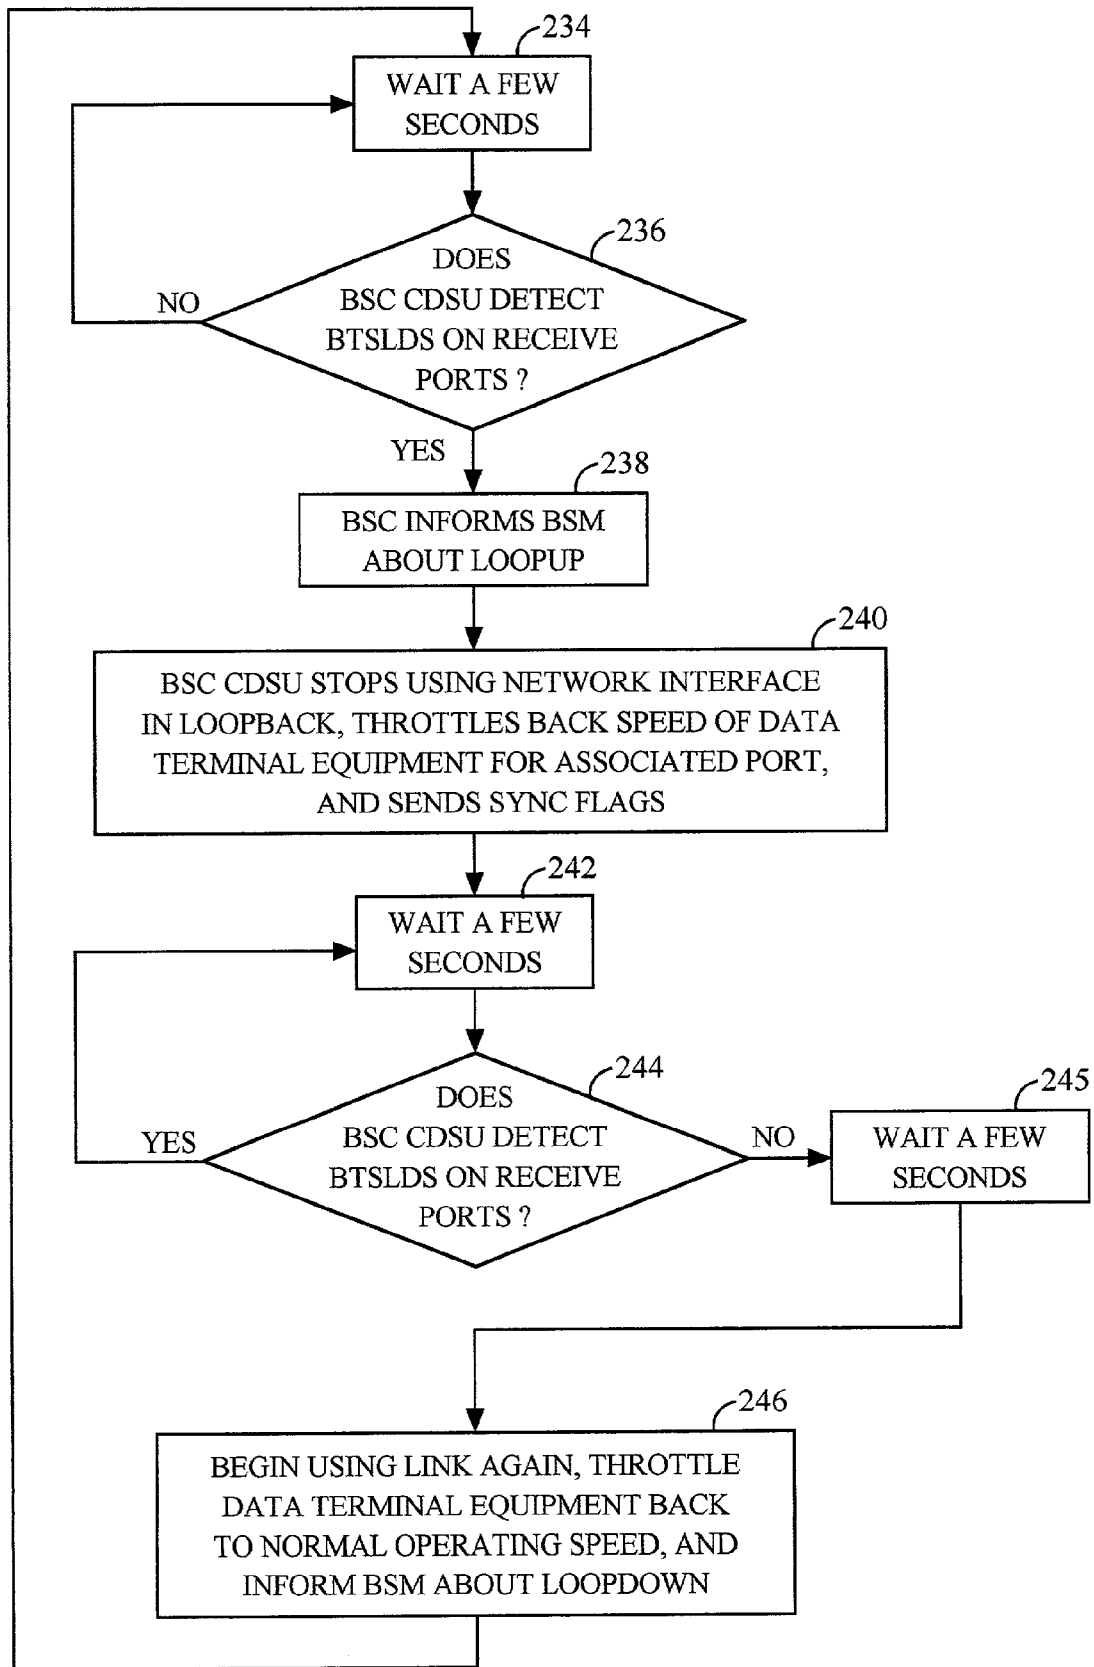 234
WAIT A FEW
SECONDS
236
DOES
BSC CDSU DETECT
BTSLDS ON RECEIVE
PORTS ?
NO
YES
238
BSC INFORMS BSM
ABOUT LOOPUP
240
BSC CDSU STOPS USING NETWORK INTERFACE
IN LOOPBACK, THROTTLES BACK SPEED OF DATA
TERMINAL EQUIPMENT FOR ASSOCIATED PORT,
AND SENDS SYNC FLAGS
242
WAIT A FEW
SECONDS
244
DOES
BSC CDSU DETECT
BTSLDS ON RECEIVE
PORTS ?
YES
NO
245
WAIT A FEW
SECONDS
246
BEGIN USING LINK AGAIN, THROTTLE
DATA TERMINAL EQUIPMENT BACK
TO NORMAL OPERATING SPEED, AND
INFORM BSM ABOUT LOOPDOWN